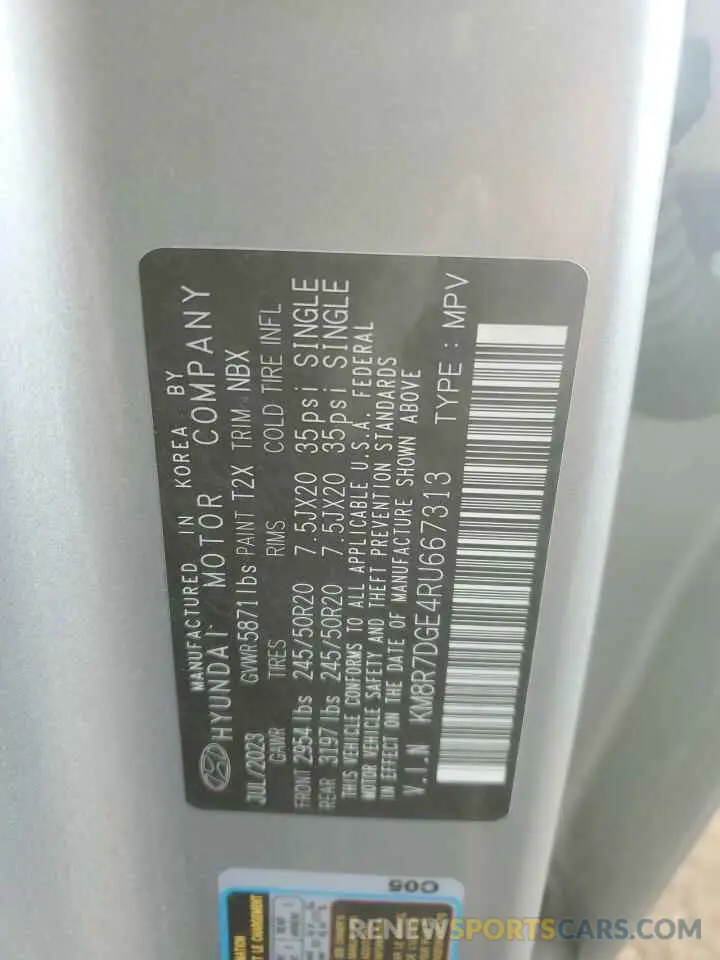 MANUFACTURED IN KOREA BY
HYUNDAI MOTOR COMPANY
JUL/2023 GVWR 5871lbs PAINT T2X TRIM NBX
GAWR TIRES RIMS COLD TIRE INFL
FRONT 2954lbs 245/50R20 7.5JX20 35psi SINGLE
REAR 3197lbs 245/50R20 7.5JX20 35psi SINGLE
THIS VEHICLE CONFORMS TO ALL APPLICABLE U.S.A. FEDERAL
MOTOR VEHICLE SAFETY AND THEFT PREVENTION STANDARDS
IN EFFECT ON THE DATE OF MANUFACTURE SHOWN ABOVE
V.I.N KM8R7DGE4RU667313 TYPE : MPV
C05
RENEWSPORTSCARS.COM